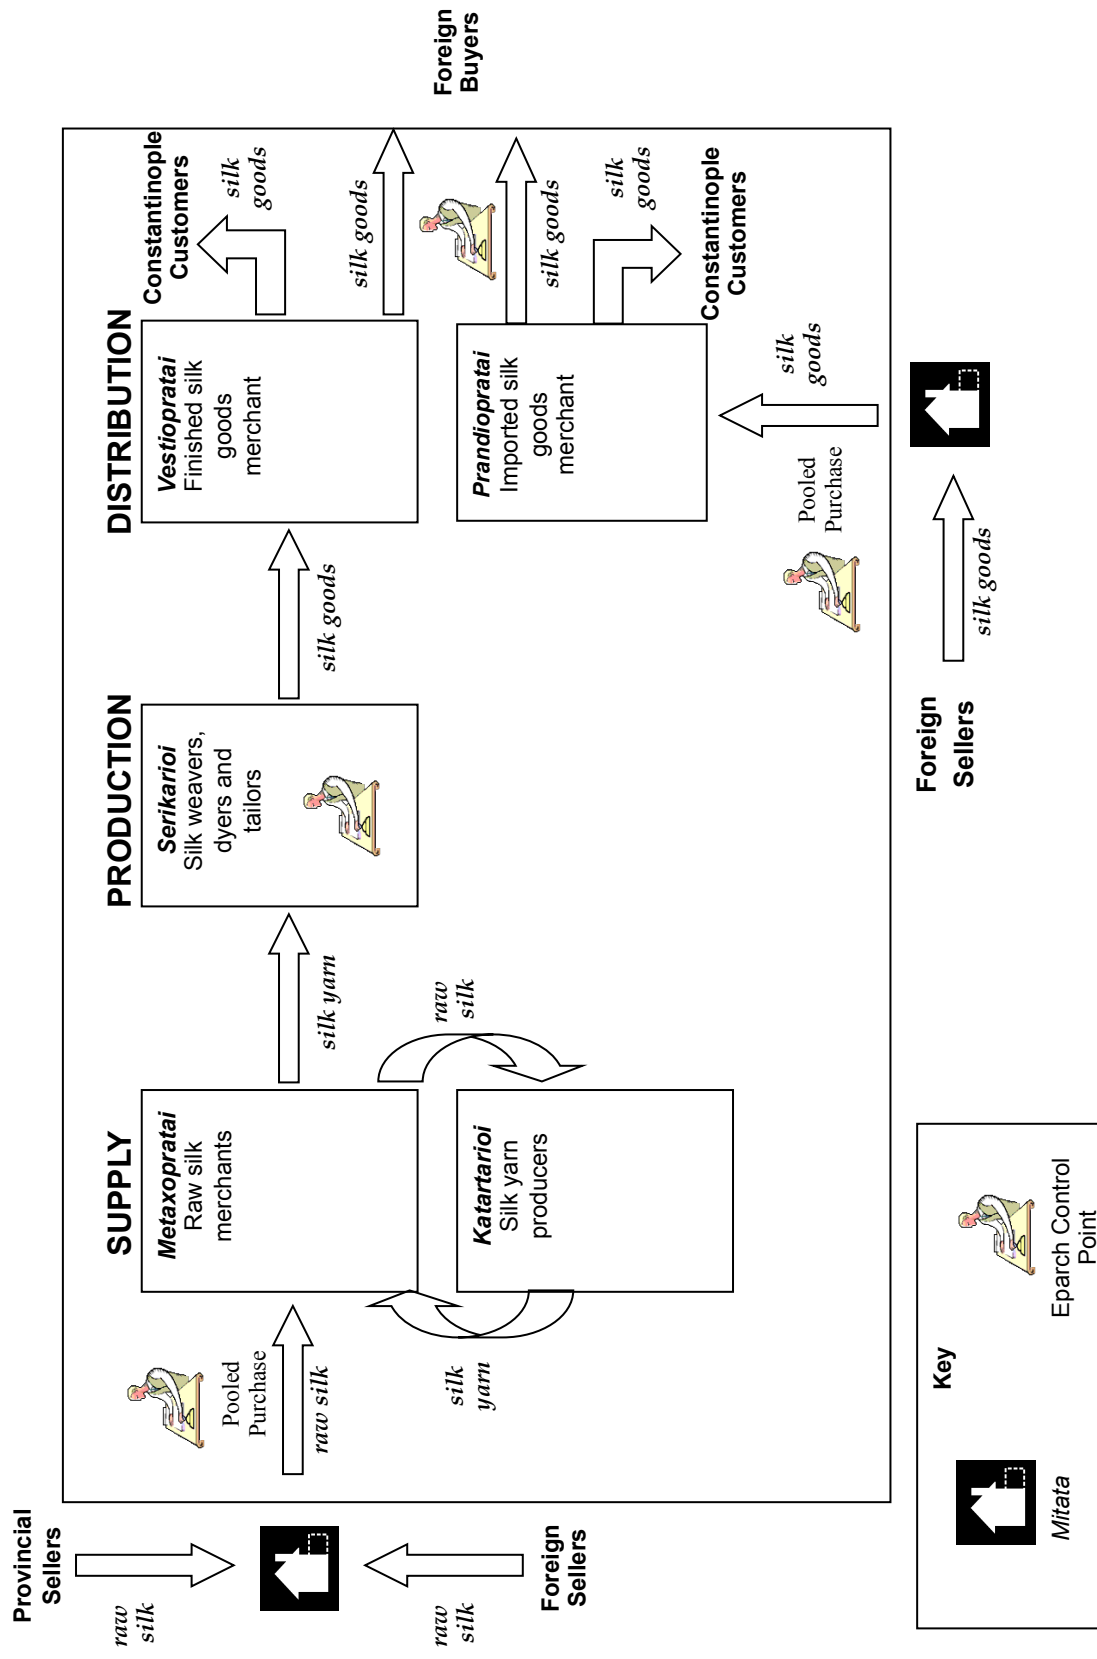 Provincial
Sellers
raw
silk
raw
silk
Foreign
Sellers
SUPPLY
Pooled
Purchase
raw silk
Metaxopratai
Raw silk
merchants
silk
yarn
Katartarioi
Silk yarn
producers
raw
silk
silk yarn
PRODUCTION
Serikarioi
Silk weavers,
dyers and
tailors
silk goods
DISTRIBUTION
Vestiopratai
Finished silk
goods
merchant
Constantinople
Customers
silk
goods
silk goods
Foreign
Buyers
Prandiopratai
Imported silk
goods
merchant
silk goods
silk
goods
Constantinople
Customers
Pooled
Purchase
silk
goods
Foreign
Sellers
silk goods
Key
Mitata
Eparch Control
Point